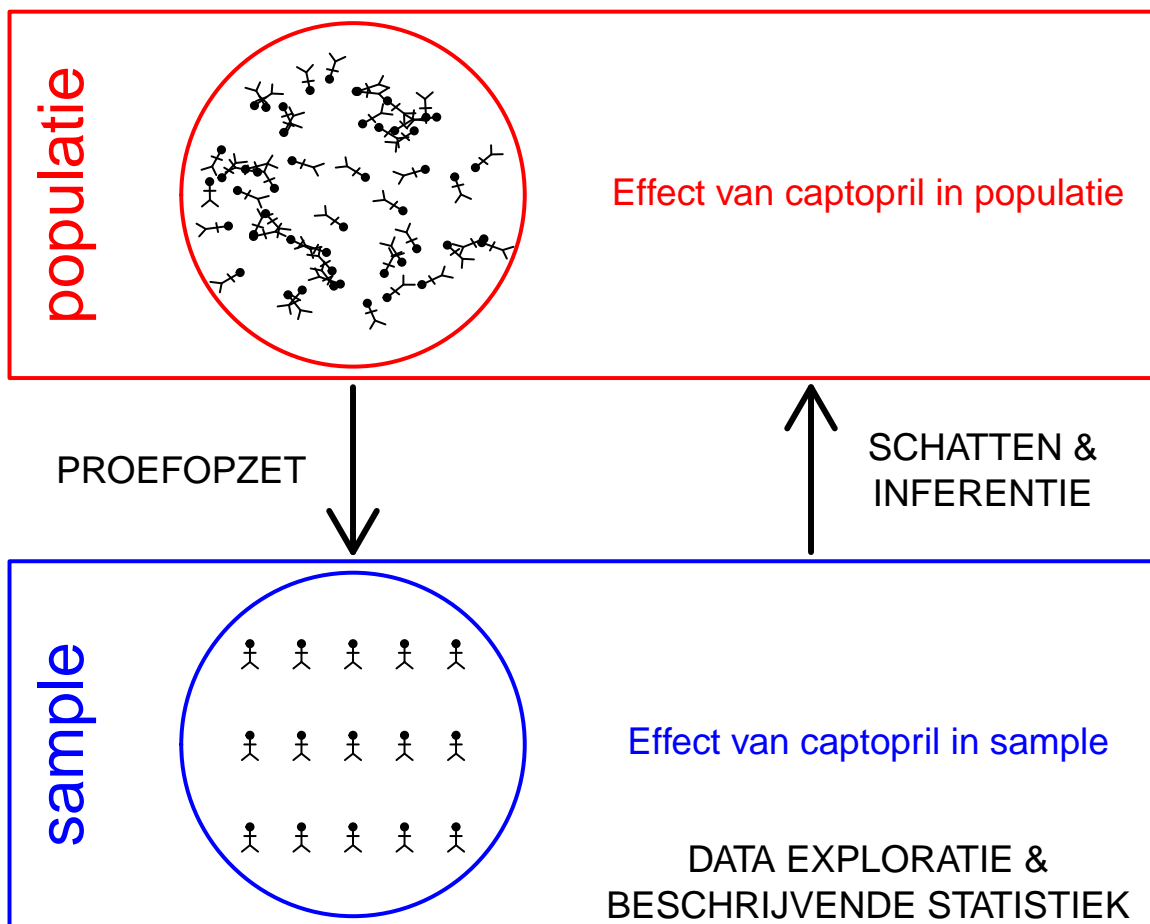 populatie
Effect van captopril in populatie
PROEFOPZET
SCHATTEN &
INFERENTIE
sample
Effect van captopril in sample
DATA EXPLORATIE &
BESCHRIJVENDE STATISTIEK